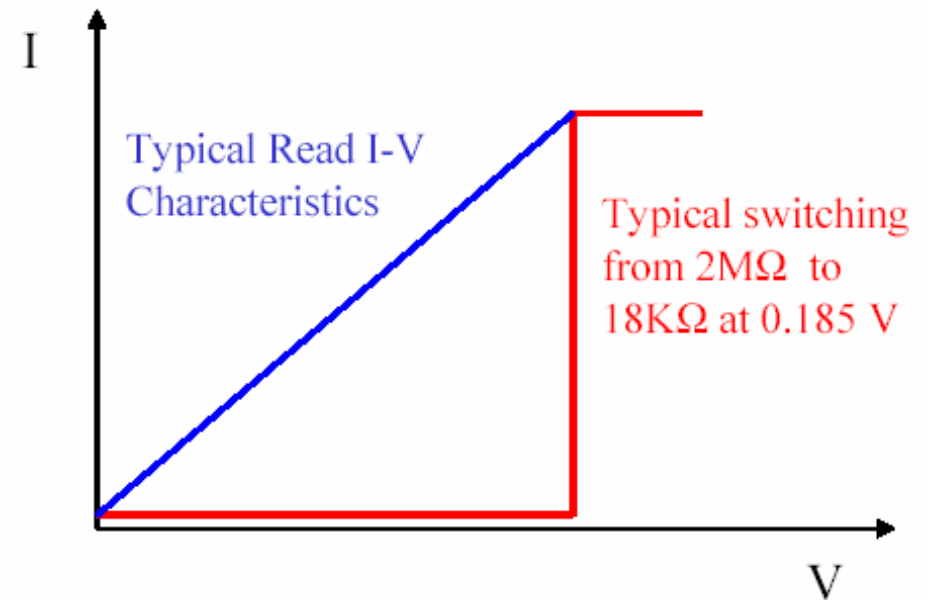 I
Typical Read I-V
Characteristics
Typical switching
from 2MΩ to
18KΩ at 0.185 V
V